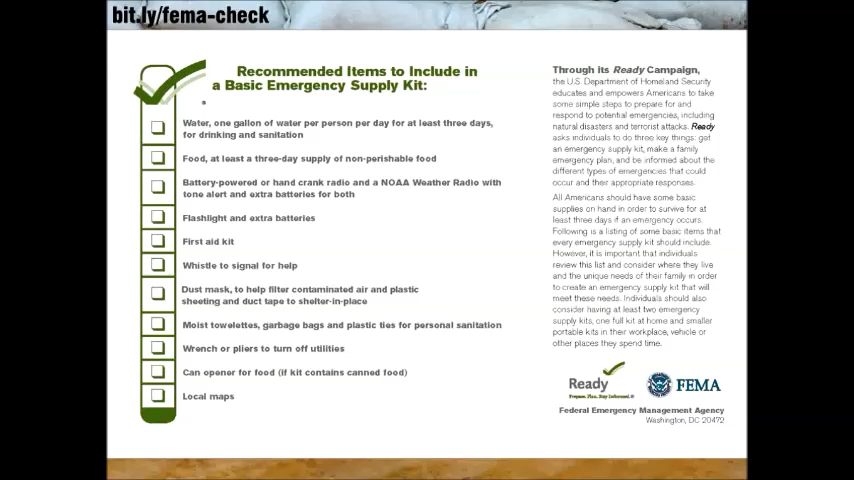 bit.ly/fema-check
Recommended Items to Include in
a Basic Emergency Supply Kit:
Water, one gallon of water per person per day for at least three days,
for drinking and sanitation
Food, at least a three-day supply of non-perishable food
Battery-powered or hand crank radio and a NOAA Weather Radio with
tone alert and extra batteries for both
Flashlight and extra batteries
First aid kit
Whistle to signal for help
Dust mask, to help filter contaminated air and plastic
sheeting and duct tape to shelter-in-place
Moist towelettes, garbage bags and plastic ties for personal sanitation
Wrench or pliers to turn off utilities
Can opener for food (if kit contains canned food)
Local maps
Through its Ready Campaign,
the U.S. Department of Homeland Security
educates and empowers Americans to take
some simple steps to prepare for and
respond to potential emergencies, including
natural disasters and terrorist attacks. Ready
asks individuals to do three key things: get
an emergency supply kit, make a family
emergency plan, and be informed about the
different types of emergencies that could
occur and their appropriate responses.
All Americans should have some basic
supplies on hand in order to survive for at
least three days if an emergency occurs.
Following is a listing of some basic items that
every emergency supply kit should include.
However, it is important that individuals
review this list and consider where they live
and the unique needs of their family in order
to create an emergency supply kit that will
meet these needs. Individuals should also
consider having at least two emergency
supply kits, one full kit at home and smaller
portable kits in their workplace, vehicle or
other places they spend time.
Ready
Prepare. Plan. Stay Informed.®
FEMA
Federal Emergency Management Agency
Washington, DC 20472